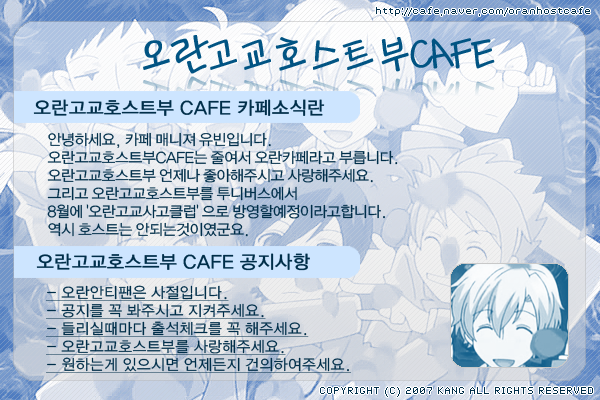 http://cafe.naver.com/oranhostcafe
오란고교호스트부CAFE
오란고교호스트부 CAFE 카페소식란
안녕하세요, 카페 매니져 유빈입니다.
오란고교호스트부CAFE는 줄여서 오란카페라고 부릅니다.
오란고교호스트부 언제나 좋아해주시고 사랑해주세요.
그리고 오란고교호스트부를 투니버스에서
8월에 '오란고교사고클럽' 으로 방영할예정이라고합니다.
역시 호스트는 안되는것이였군요.
오란고교호스트부 CAFE 공지사항
- 오란안티팬은 사절입니다.
- 공지를 꼭 봐주시고 지켜주세요.
- 들리실때마다 출석체크를 꼭 해주세요.
- 오란고교호스트부를 사랑해주세요.
- 원하는게 있으시면 언제든지 건의하여주세요.
COPYRIGHT (C) 2007 KANG ALL RIGHTS RESERVED